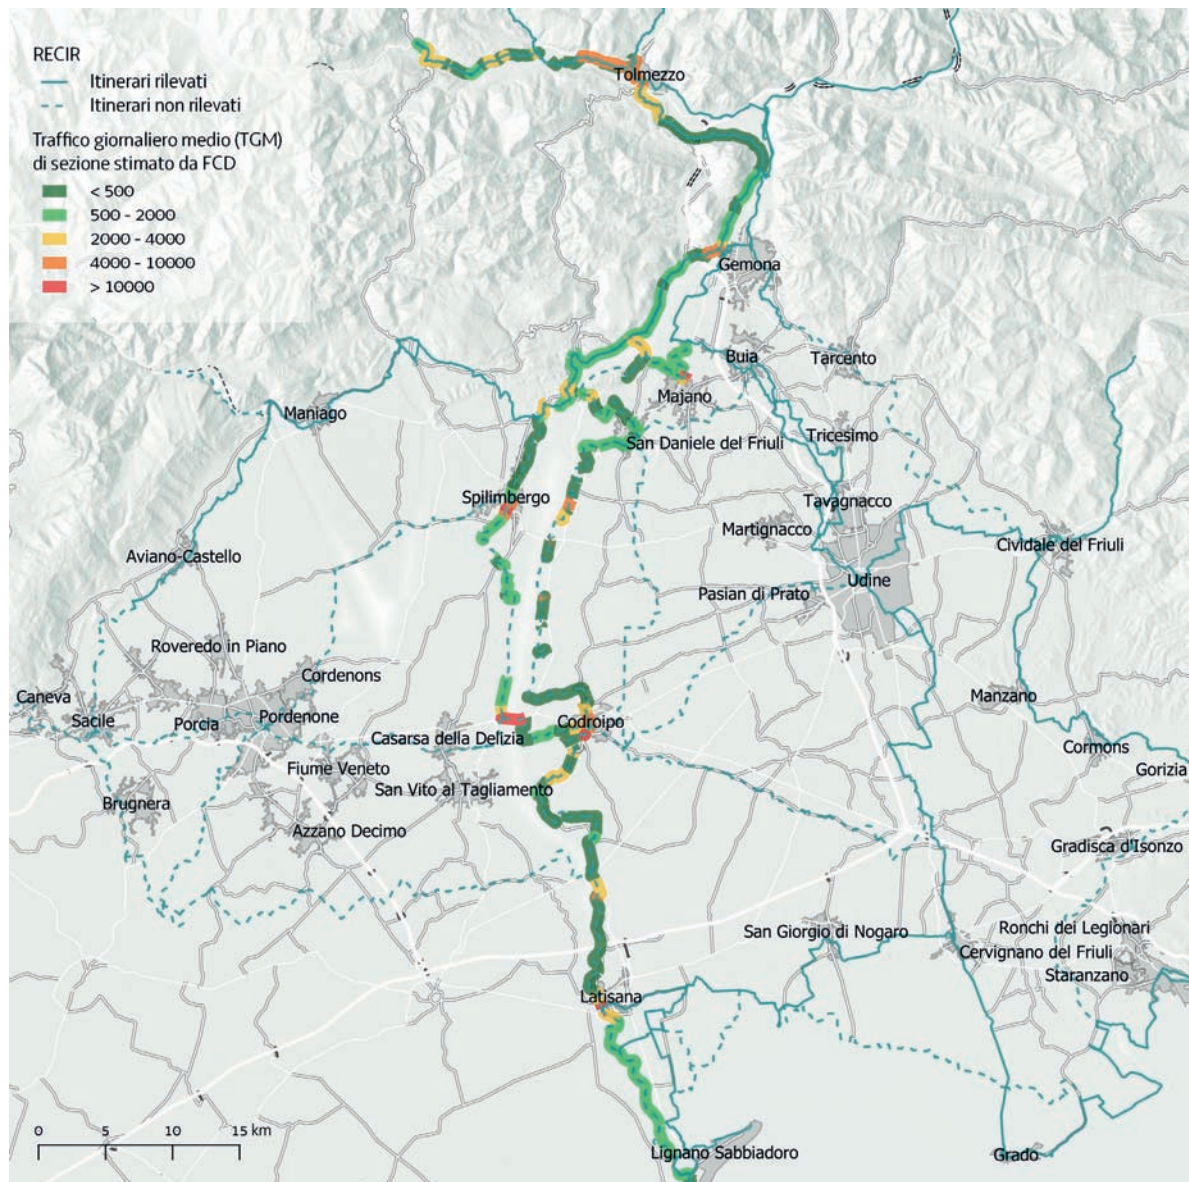 RECIR
Itinerari rilevati
Itinerari non rilevati
Traffico giornaliero medio (TGM)
di sezione stimato da FCD
< 500
500 - 2000
2000 - 4000
4000 - 10000
> 10000
Tolmezzo
Gemona
Buia
Tarcento
Majano
Maniago
San Daniele del Friuli
Tricesimo
Spilimbergo
Tavagnacco
Martignacco
Aviano-Castello
Cividale del Friuli
Udine
Pasian di Prato
Roveredo in Piano
Cordenons
Caneva
Sacile
Porcia
Pordenone
Manzano
Codroipo
Casarsa della Delizia
Cormons
Fiume Veneto
Gorizia
San Vito al Tagliamento
Brugnera
Azzano Decimo
Gradisca d'Isonzo
San Giorgio di Nogaro
Ronchi dei Legionari
Cervignano del Friuli
Staranzano
Latisana
0 5 10 15 km
Lignano Sabbiadoro
Grado